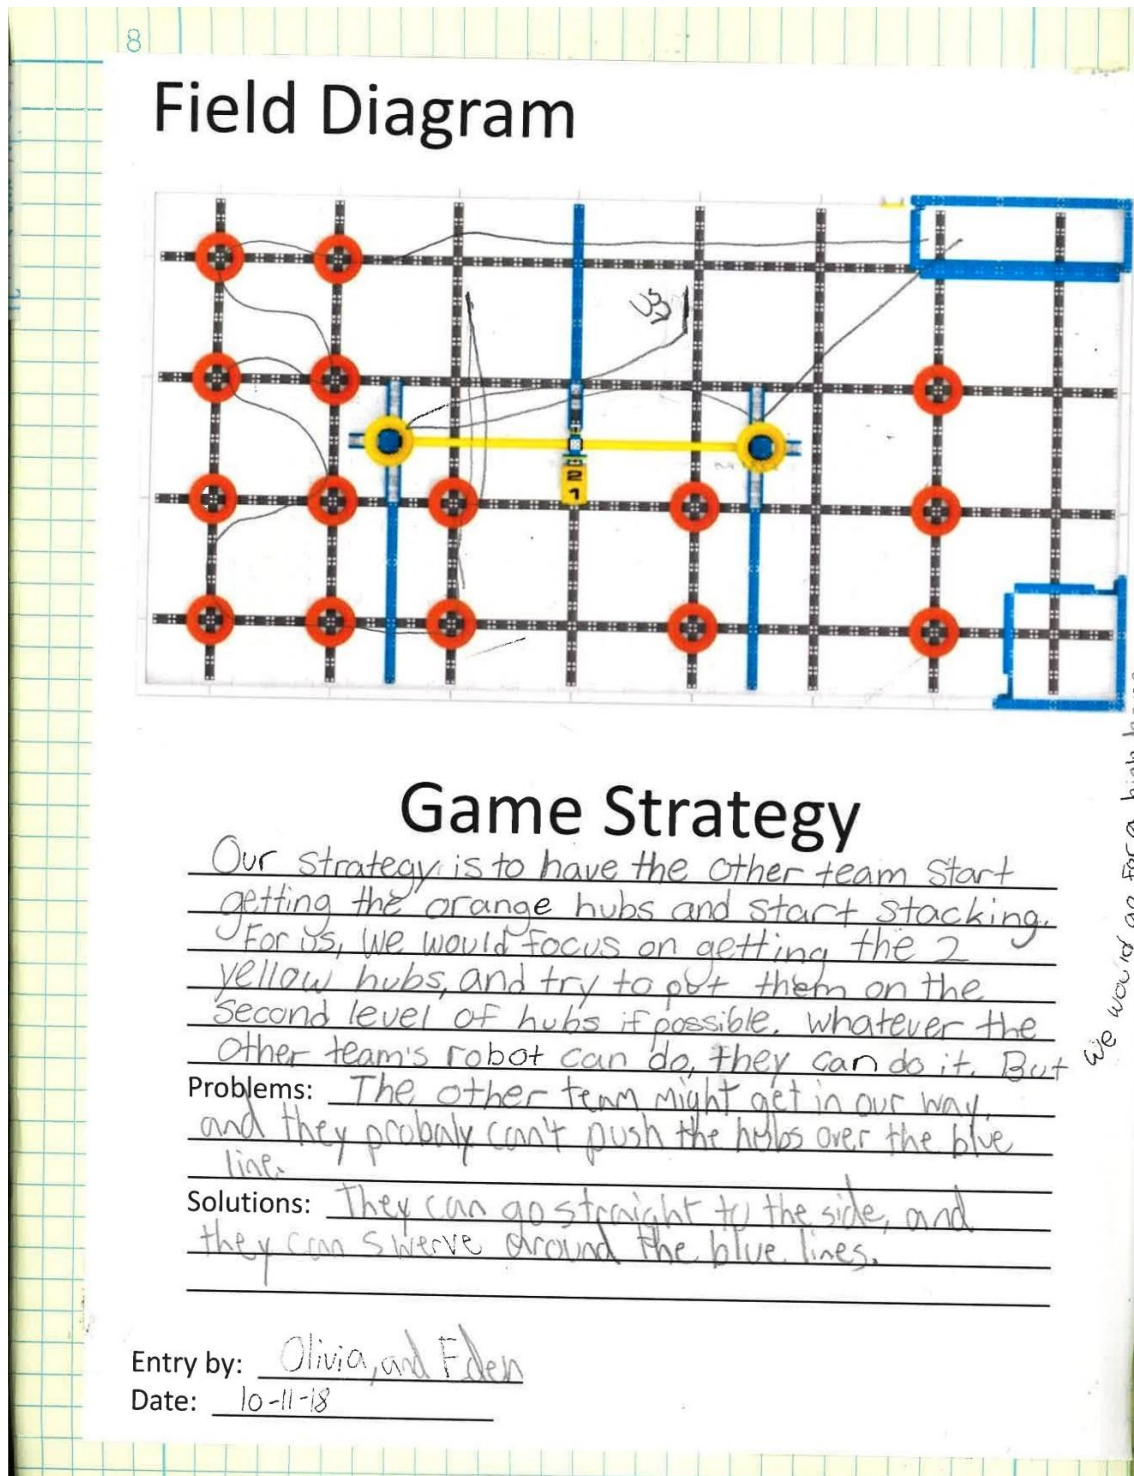 8
Field Diagram
US
2
1
Game Strategy
Our strategy is to have the other team start
getting the orange hubs and start stacking.
For us, we would focus on getting the 2
yellow hubs, and try to put them on the
second level of hubs if possible. Whatever the
other team's robot can do, they can do it. But
We would go for a high
Problems: The other team might get in our way,
and they probaly can't push the hubs over the blue
line.
Solutions: They can go straight to the side, and
they can swerve around the blue lines.
Entry by: Olivia, and Eden
Date: 10-11-18